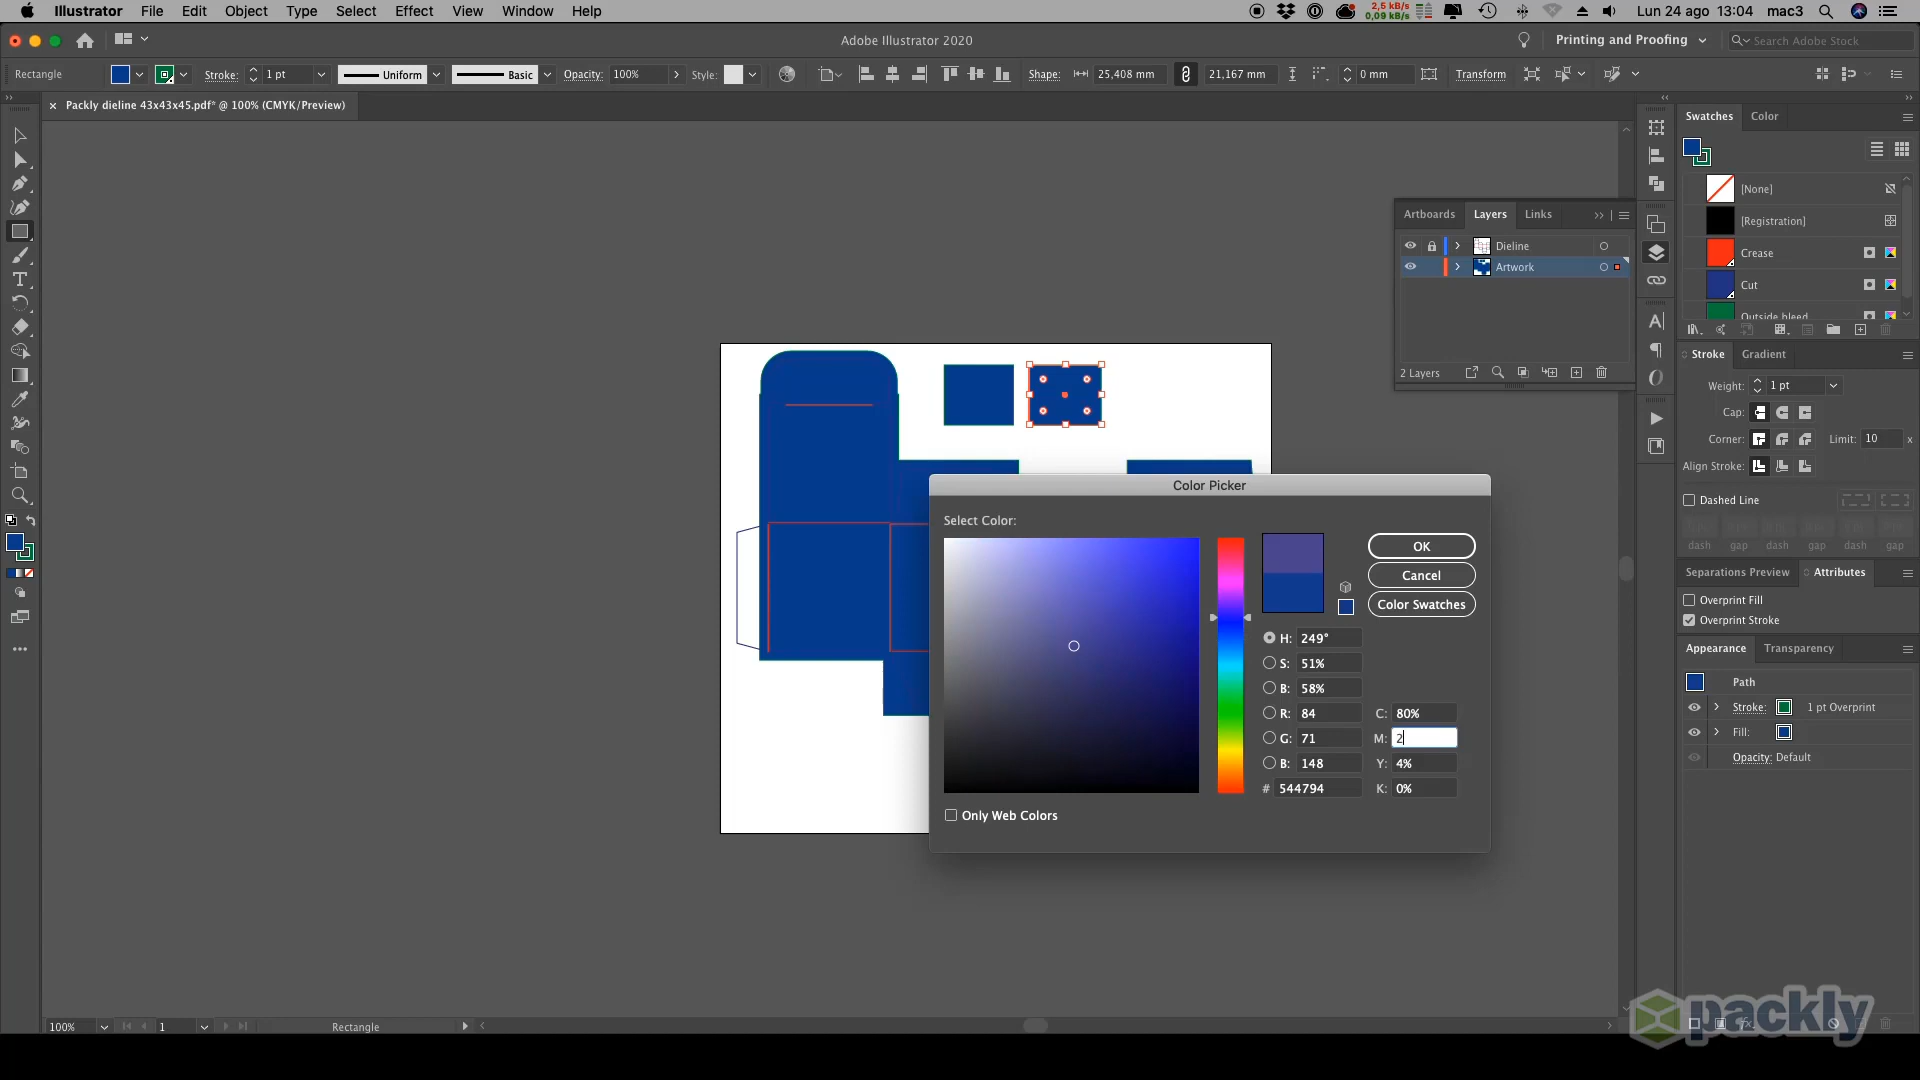 Illustrator File Edit Object Type Select Effect View Window Help
2,5 kB/s
0,09 kB/s
Lun 24 ago 13:04 mac3
Adobe Illustrator 2020
Printing and Proofing
Search Adobe Stock
Rectangle
Stroke: 1 pt
Uniform
Basic
Opacity: 100%
Style:
Shape: 25,408 mm
21,167 mm
0 mm
Transform
× Packly dieline 43x43x45.pdf* @ 100% (CMYK/Preview)
Swatches Color
[None]
[Registration]
Crease
Cut
Outside bleed
Artboards Layers Links
Dieline
Artwork
2 Layers
Stroke Gradient
Weight: 1 pt
Cap:
Corner: Limit: 10 x
Align Stroke:
Dashed Line
dash gap dash gap dash gap
Separations Preview Attributes
Overprint Fill
Overprint Stroke
Appearance Transparency
Path
Stroke: 1 pt Overprint
Fill:
Opacity: Default
Color Picker
Select Color:
OK
Cancel
Color Swatches
H: 249°
S: 51%
B: 58%
R: 84 C: 80%
G: 71 M: 2
B: 148 Y: 4%
# 544794 K: 0%
Only Web Colors
100% 1 Rectangle
packly